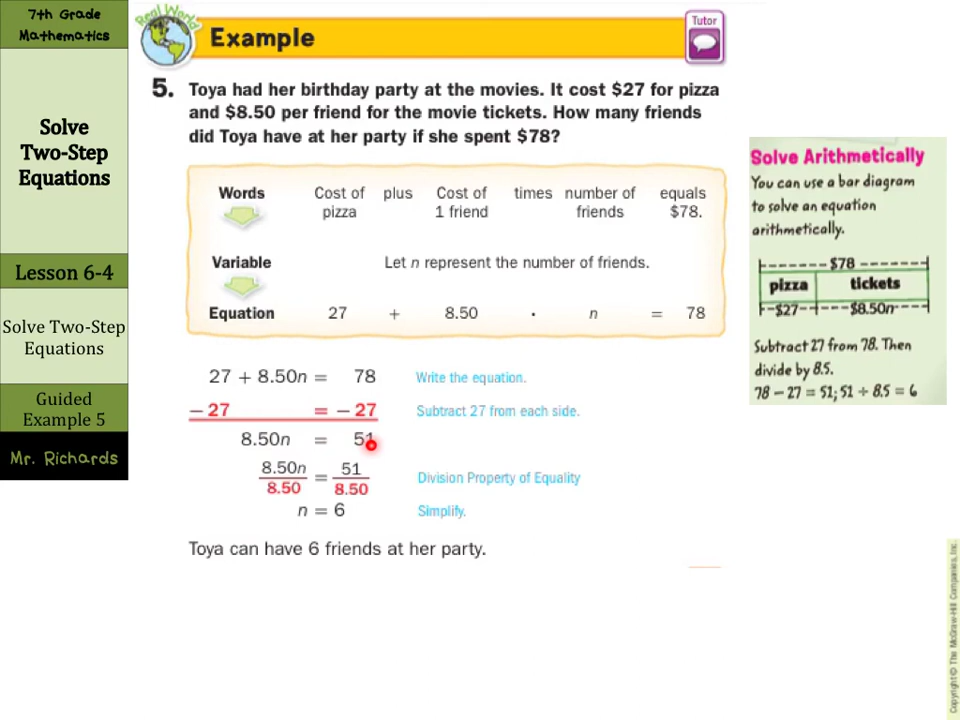 7th Grade
Mathematics
Solve
Two-Step
Equations
Lesson 6-4
Solve Two-Step
Equations
Guided
Example 5
Mr. Richards
Real World
Example
Tutor
5. Toya had her birthday party at the movies. It cost $27 for pizza
and $8.50 per friend for the movie tickets. How many friends
did Toya have at her party if she spent $78?
Words Cost of pizza plus Cost of 1 friend times number of friends equals $78.
Variable Let n represent the number of friends.
Equation 27 + 8.50 · n = 78
27 + 8.50n = 78 Write the equation.
− 27 = − 27 Subtract 27 from each side.
8.50n = 51
8.50n/8.50 = 51/8.50 Division Property of Equality
n = 6 Simplify.
Toya can have 6 friends at her party.
Solve Arithmetically
You can use a bar diagram
to solve an equation
arithmetically.
$78
pizza tickets
$27 $8.50n
Subtract 27 from 78. Then
divide by 8.5.
78 − 27 = 51; 51 ÷ 8.5 = 6
Copyright © The McGraw-Hill Companies, Inc.